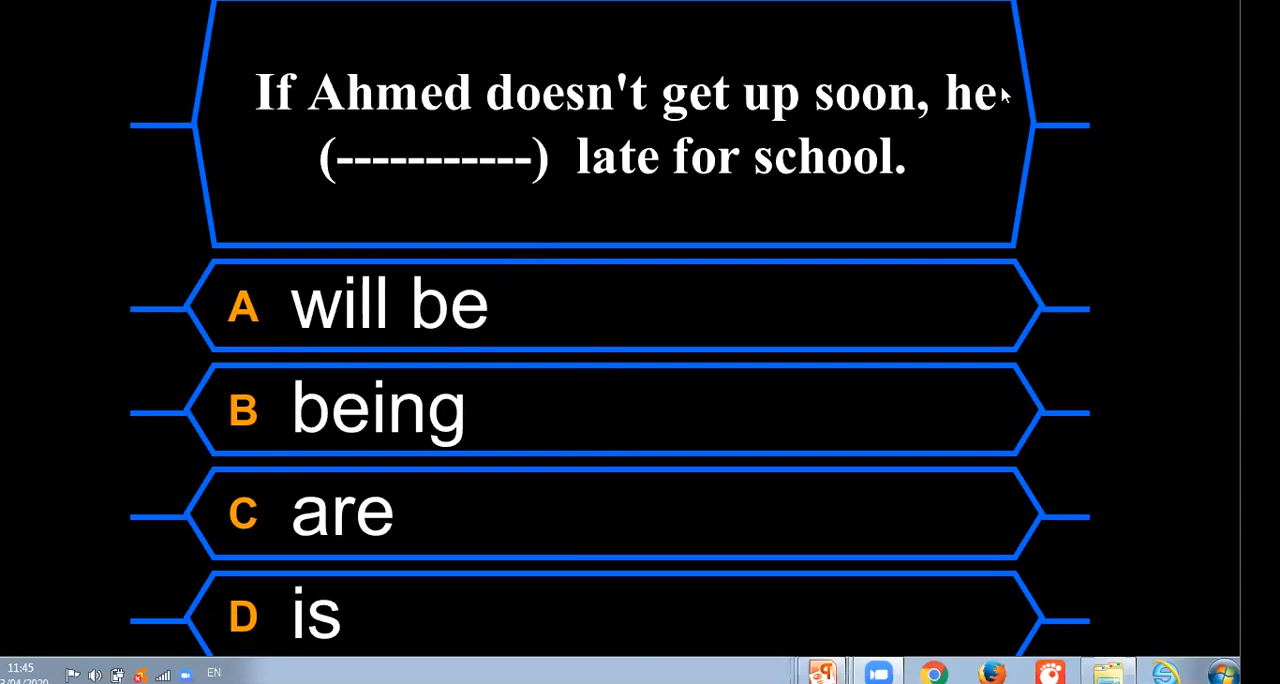 If Ahmed doesn't get up soon, he
(-----------) late for school.
A will be
B being
C are
D is
11:45
EN